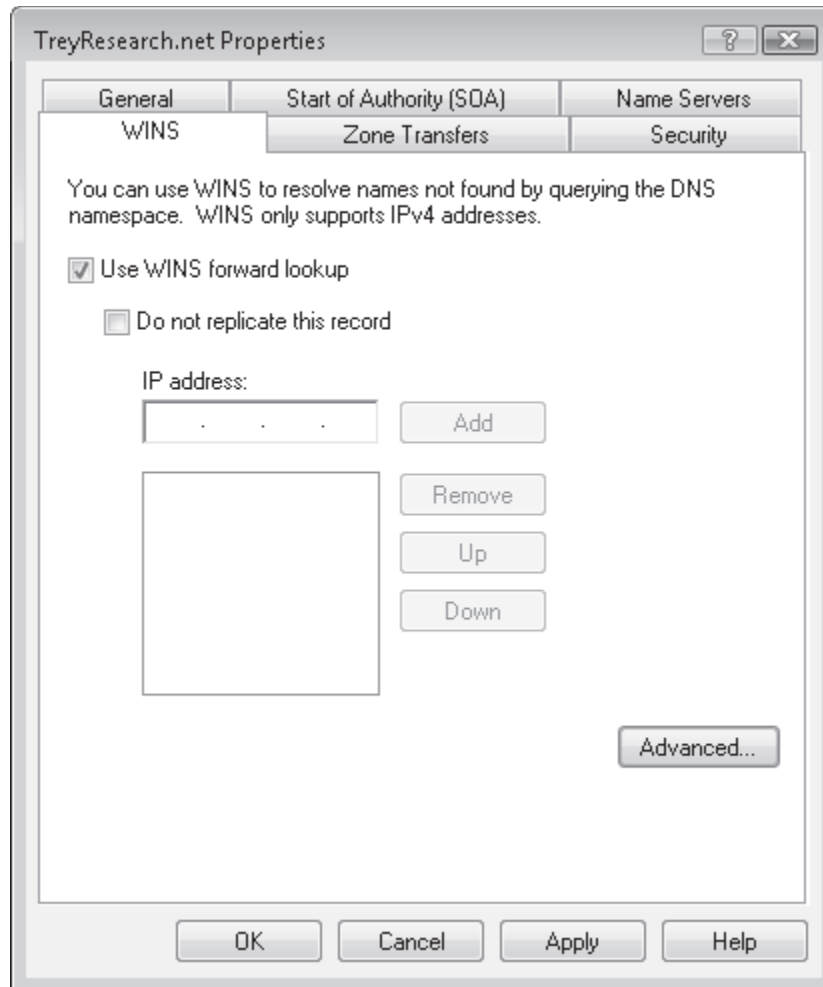 TreyResearch.net Properties
General
Start of Authority (SOA)
Name Servers
WINS
Zone Transfers
Security
You can use WINS to resolve names not found by querying the DNS
namespace. WINS only supports IPv4 addresses.
Use WINS forward lookup
Do not replicate this record
IP address:
. . .
Add
Remove
Up
Down
Advanced...
OK
Cancel
Apply
Help